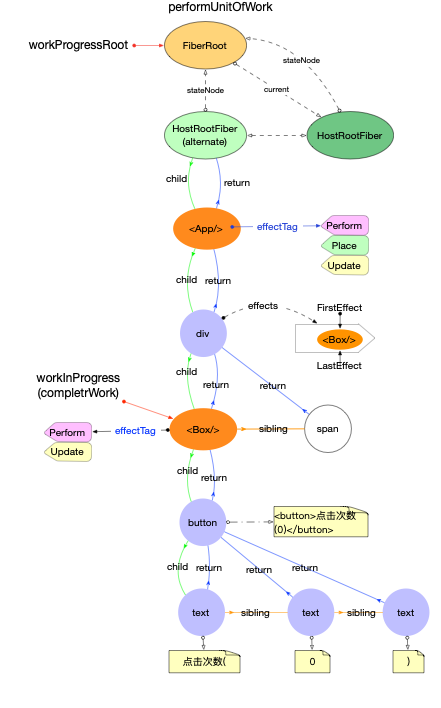 performUnitOfWork
workProgressRoot
FiberRoot
stateNode
stateNode
current
HostRootFiber
(alternate)
HostRootFiber
child
return
<App/>
effectTag
Perform
Place
Update
child
return
effects
FirstEffect
div
<Box/>
LastEffect
workInProgress
(completrWork)
child
return
return
Perform
effectTag
<Box/>
sibling
span
Update
child
return
button
<button>点击次数
(0)</button>
child
return
return
return
text
sibling
text
sibling
text
点击次数(
0
)